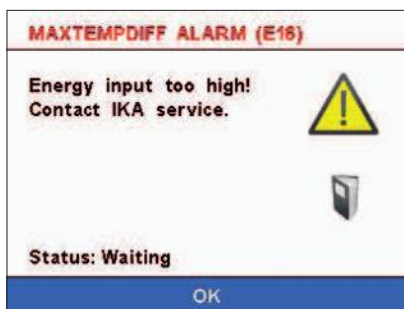 MAXTEMPDIFF ALARM (E16)
Energy input too high!
Contact IKA service.
Status: Waiting
OK